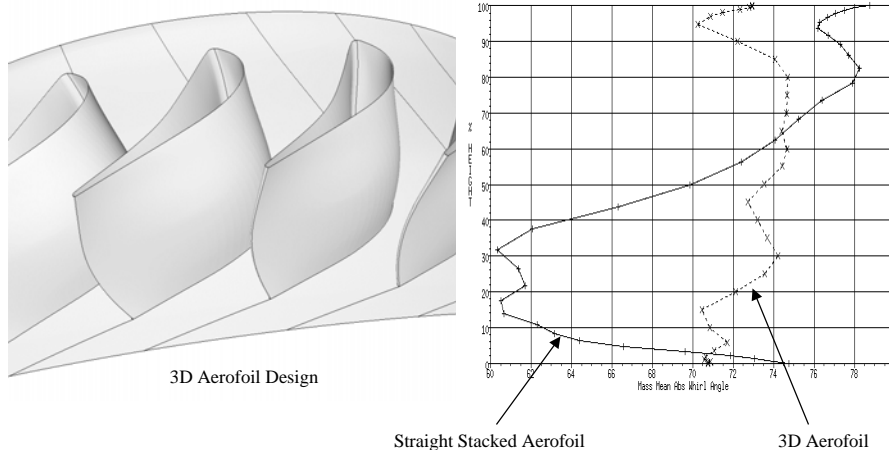 3D Aerofoil Design
100
90
80
70
60
50
40
30
20
10
0
% HEIGHT
60 62 64 66 68 70 72 74 76 78
Mass Mean Abs Whirl Angle
Straight Stacked Aerofoil
3D Aerofoil